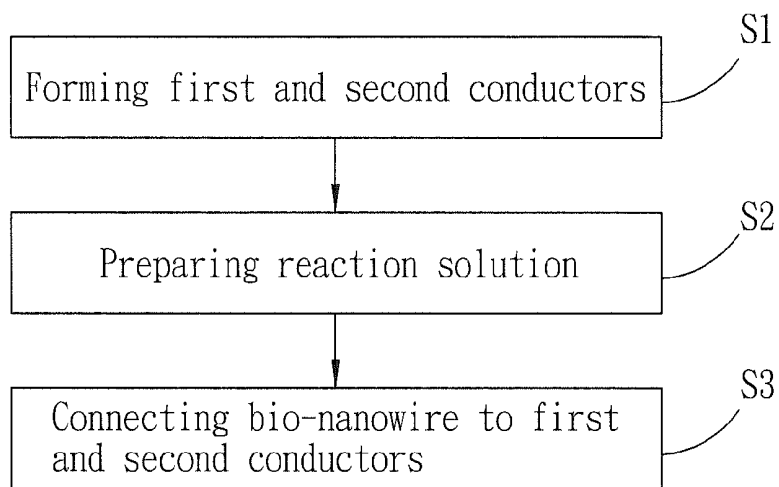 S1
Forming first and second conductors
S2
Preparing reaction solution
S3
Connecting bio-nanowire to first
and second conductors